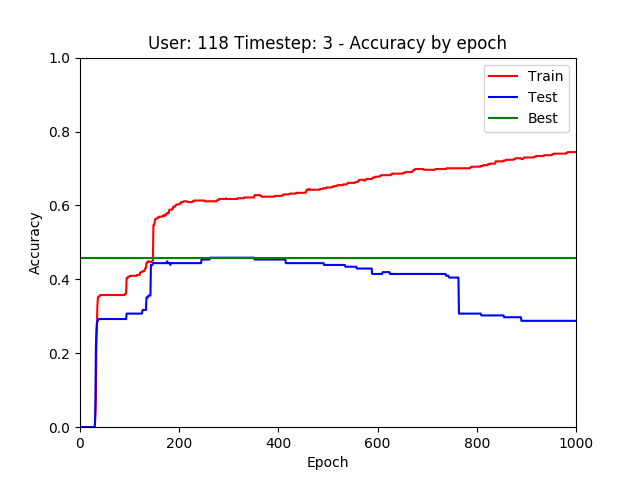 User: 118 Timestep: 3 - Accuracy by epoch
1.0
0.8
0.6
0.4
0.2
0.0
Accuracy
Train
Test
Best
0 200 400 600 800 1000
Epoch